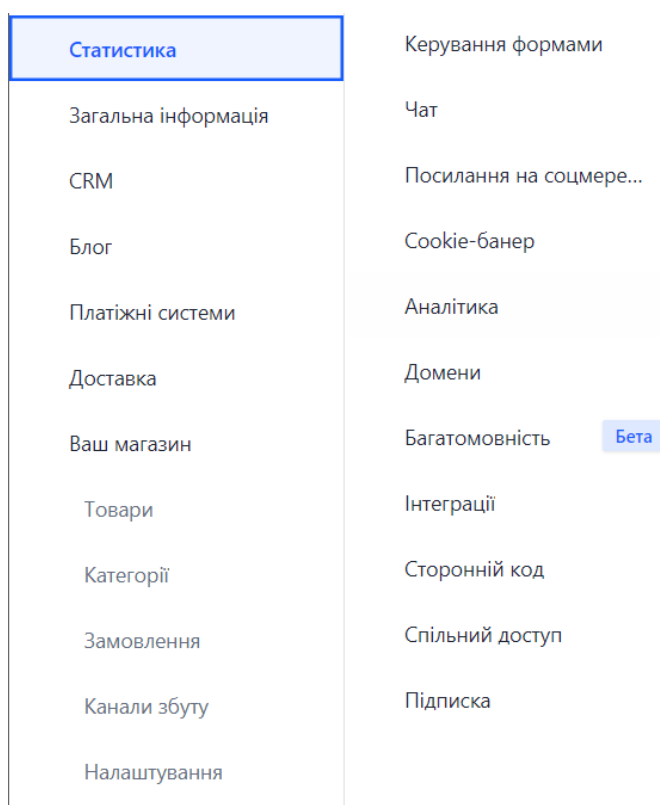 Статистика
Загальна інформація
CRM
Блог
Платіжні системи
Доставка
Ваш магазин
Товари
Категорії
Замовлення
Канали збуту
Налаштування
Керування формами
Чат
Посилання на соцмере...
Cookie-банер
Аналітика
Домени
Багатомовність Бета
Інтеграції
Сторонній код
Спільний доступ
Підписка